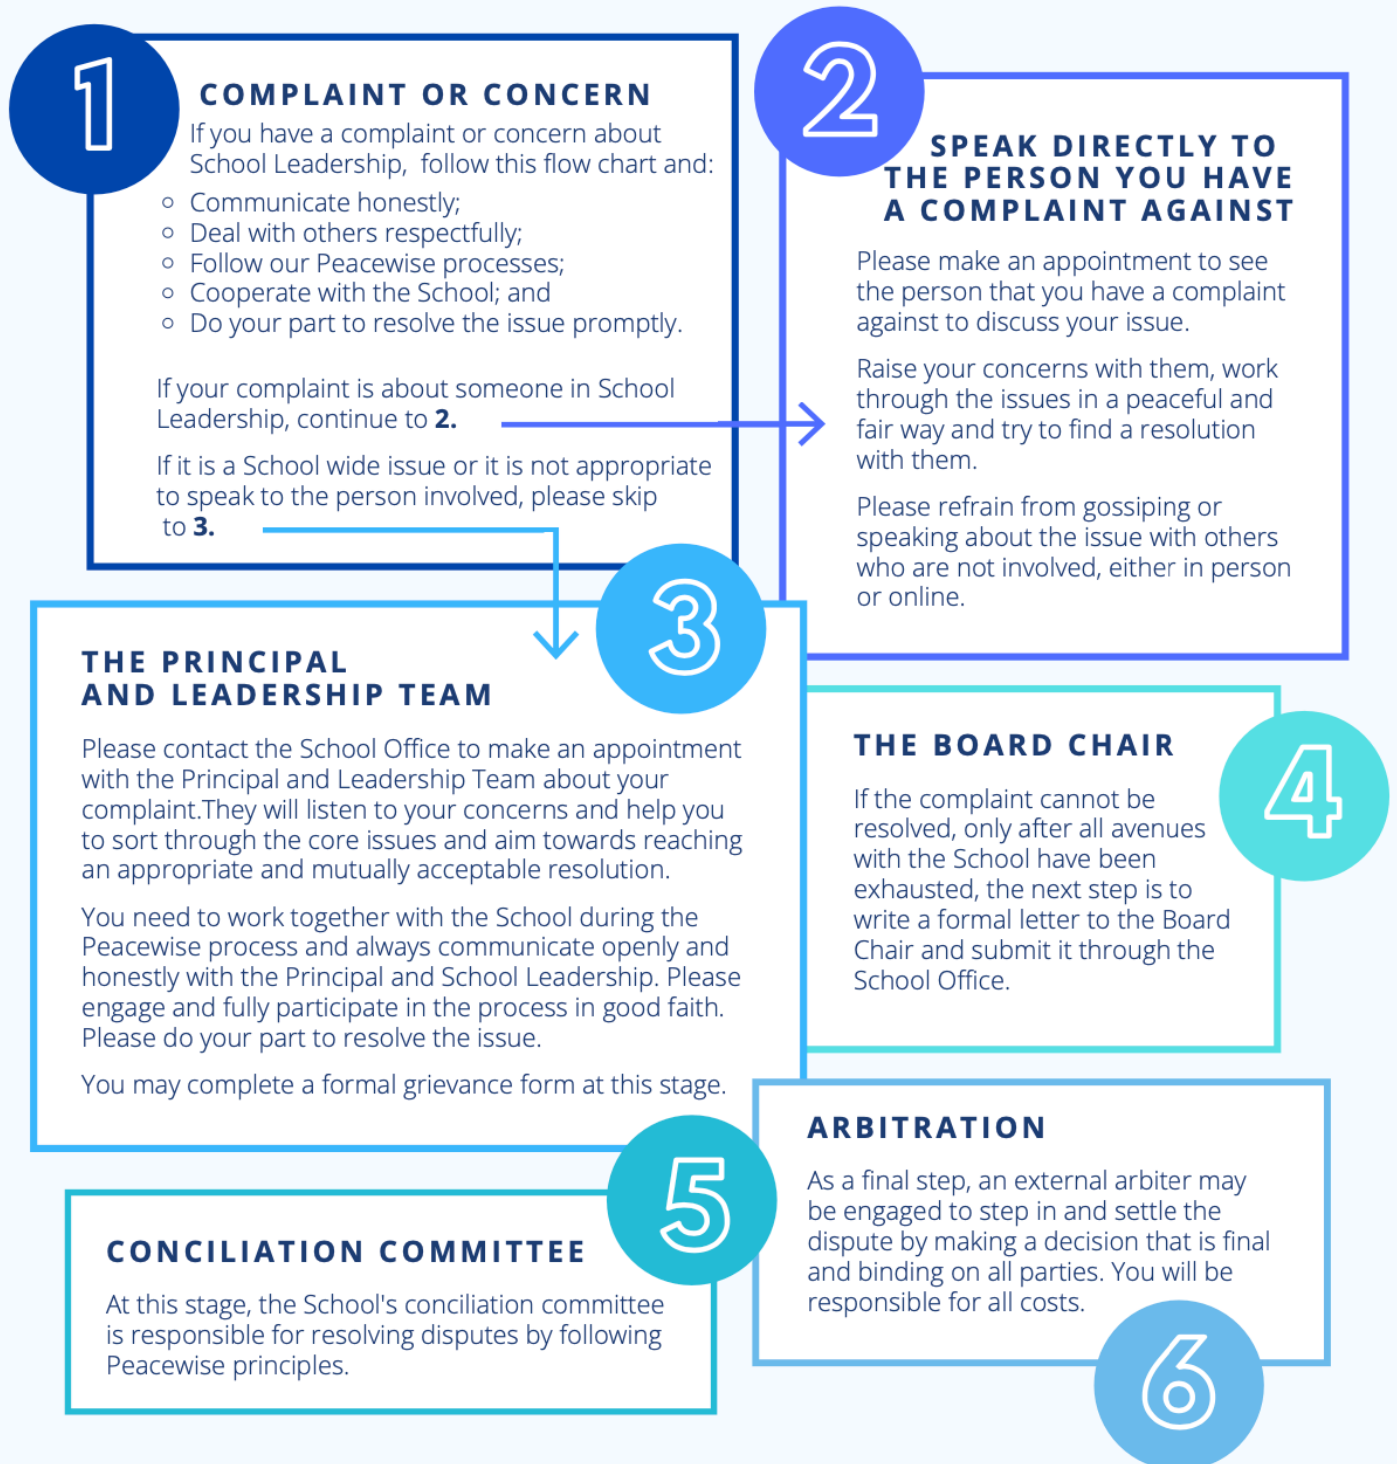 1
COMPLAINT OR CONCERN
If you have a complaint or concern about
School Leadership, follow this flow chart and:
Communicate honestly;
Deal with others respectfully;
Follow our Peacewise processes;
Cooperate with the School; and
Do your part to resolve the issue promptly.
If your complaint is about someone in School
Leadership, continue to 2.
If it is a School wide issue or it is not appropriate
to speak to the person involved, please skip
to 3.
2
SPEAK DIRECTLY TO
THE PERSON YOU HAVE
A COMPLAINT AGAINST
Please make an appointment to see
the person that you have a complaint
against to discuss your issue.
Raise your concerns with them, work
through the issues in a peaceful and
fair way and try to find a resolution
with them.
Please refrain from gossiping or
speaking about the issue with others
who are not involved, either in person
or online.
3
THE PRINCIPAL
AND LEADERSHIP TEAM
Please contact the School Office to make an appointment
with the Principal and Leadership Team about your
complaint.They will listen to your concerns and help you
to sort through the core issues and aim towards reaching
an appropriate and mutually acceptable resolution.
You need to work together with the School during the
Peacewise process and always communicate openly and
honestly with the Principal and School Leadership. Please
engage and fully participate in the process in good faith.
Please do your part to resolve the issue.
You may complete a formal grievance form at this stage.
4
THE BOARD CHAIR
If the complaint cannot be
resolved, only after all avenues
with the School have been
exhausted, the next step is to
write a formal letter to the Board
Chair and submit it through the
School Office.
5
CONCILIATION COMMITTEE
At this stage, the School's conciliation committee
is responsible for resolving disputes by following
Peacewise principles.
ARBITRATION
As a final step, an external arbiter may
be engaged to step in and settle the
dispute by making a decision that is final
and binding on all parties. You will be
responsible for all costs.
6